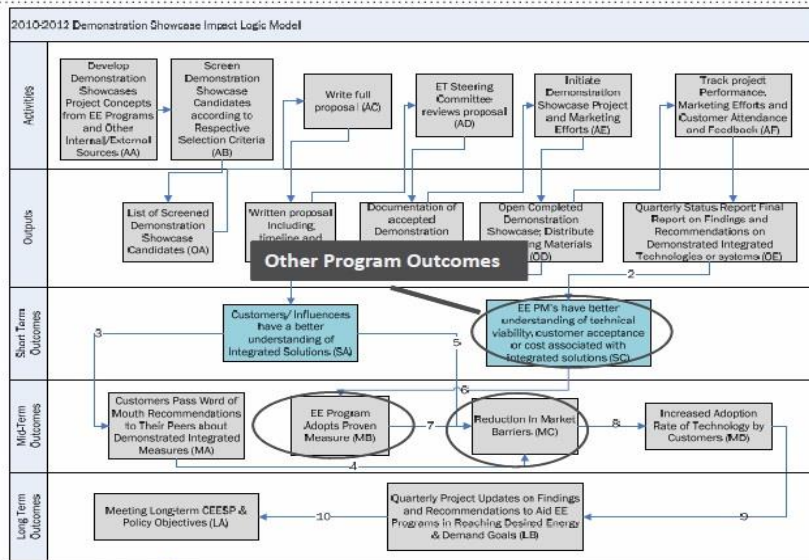 2010-2012 Demonstration Showcase Impact Logic Model
Activities
Develop
Demonstration
Showcases
Project Concepts
from EE Programs
and Other
Internal/External
Sources (AA)
Screen
Demonstration
Showcase
Candidates
according to
Respective
Selection Criteria
(AB)
Write full
proposal (AC)
ET Steering
Committee
reviews proposal
(AD)
Initiate
Demonstration
Showcase Project
and Marketing
Efforts (AE)
Track project
Performance,
Marketing Efforts and
Customer Attendance
and Feedback (AF)
Outputs
List of Screened
Demonstration
Showcase
Candidates (OA)
Written proposal
Including,
timeline and
Documentation of
accepted
Demonstration
Open Completed
Demonstration
Showcase; Distribute
Materials
(OD)
Quarterly Status Report; Final
Report on Findings and
Recommendations on
Demonstrated Integrated
Technologies or systems (OE)
Other Program Outcomes
2
Short Term
Outcomes
Customers/ Influencers
have a better
understanding of
Integrated Solutions (SA)
EE PM's have better
understanding of technical
viability, customer acceptance
or cost associated with
integrated solutions (SC)
3
5
6
Mid-Term
Outcomes
Customers Pass Word of
Mouth Recommendations
to Their Peers about
Demonstrated Integrated
Measures (MA)
EE Program
Adopts Proven
Measure (MB)
7
Reduction In Market
Barriers (MC)
8
Increased Adoption
Rate of Technology by
Customers (MD)
4
Long Term
Outcomes
Meeting Long-term CEESP &
Policy Objectives (LA)
10
Quarterly Project Updates on Findings
and Recommendations to Aid EE
Programs in Reaching Desired Energy
& Demand Goals (LB)
9